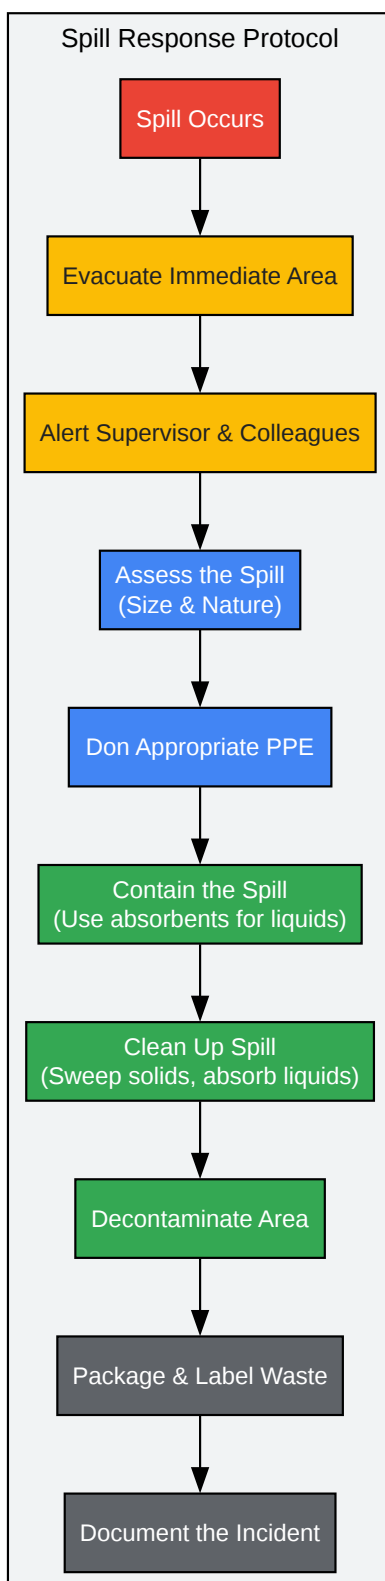 Spill Response Protocol
Spill Occurs
Evacuate Immediate Area
Alert Supervisor & Colleagues
Assess the Spill
(Size & Nature)
Don Appropriate PPE
Contain the Spill
(Use absorbents for liquids)
Clean Up Spill
(Sweep solids, absorb liquids)
Decontaminate Area
Package & Label Waste
Document the Incident